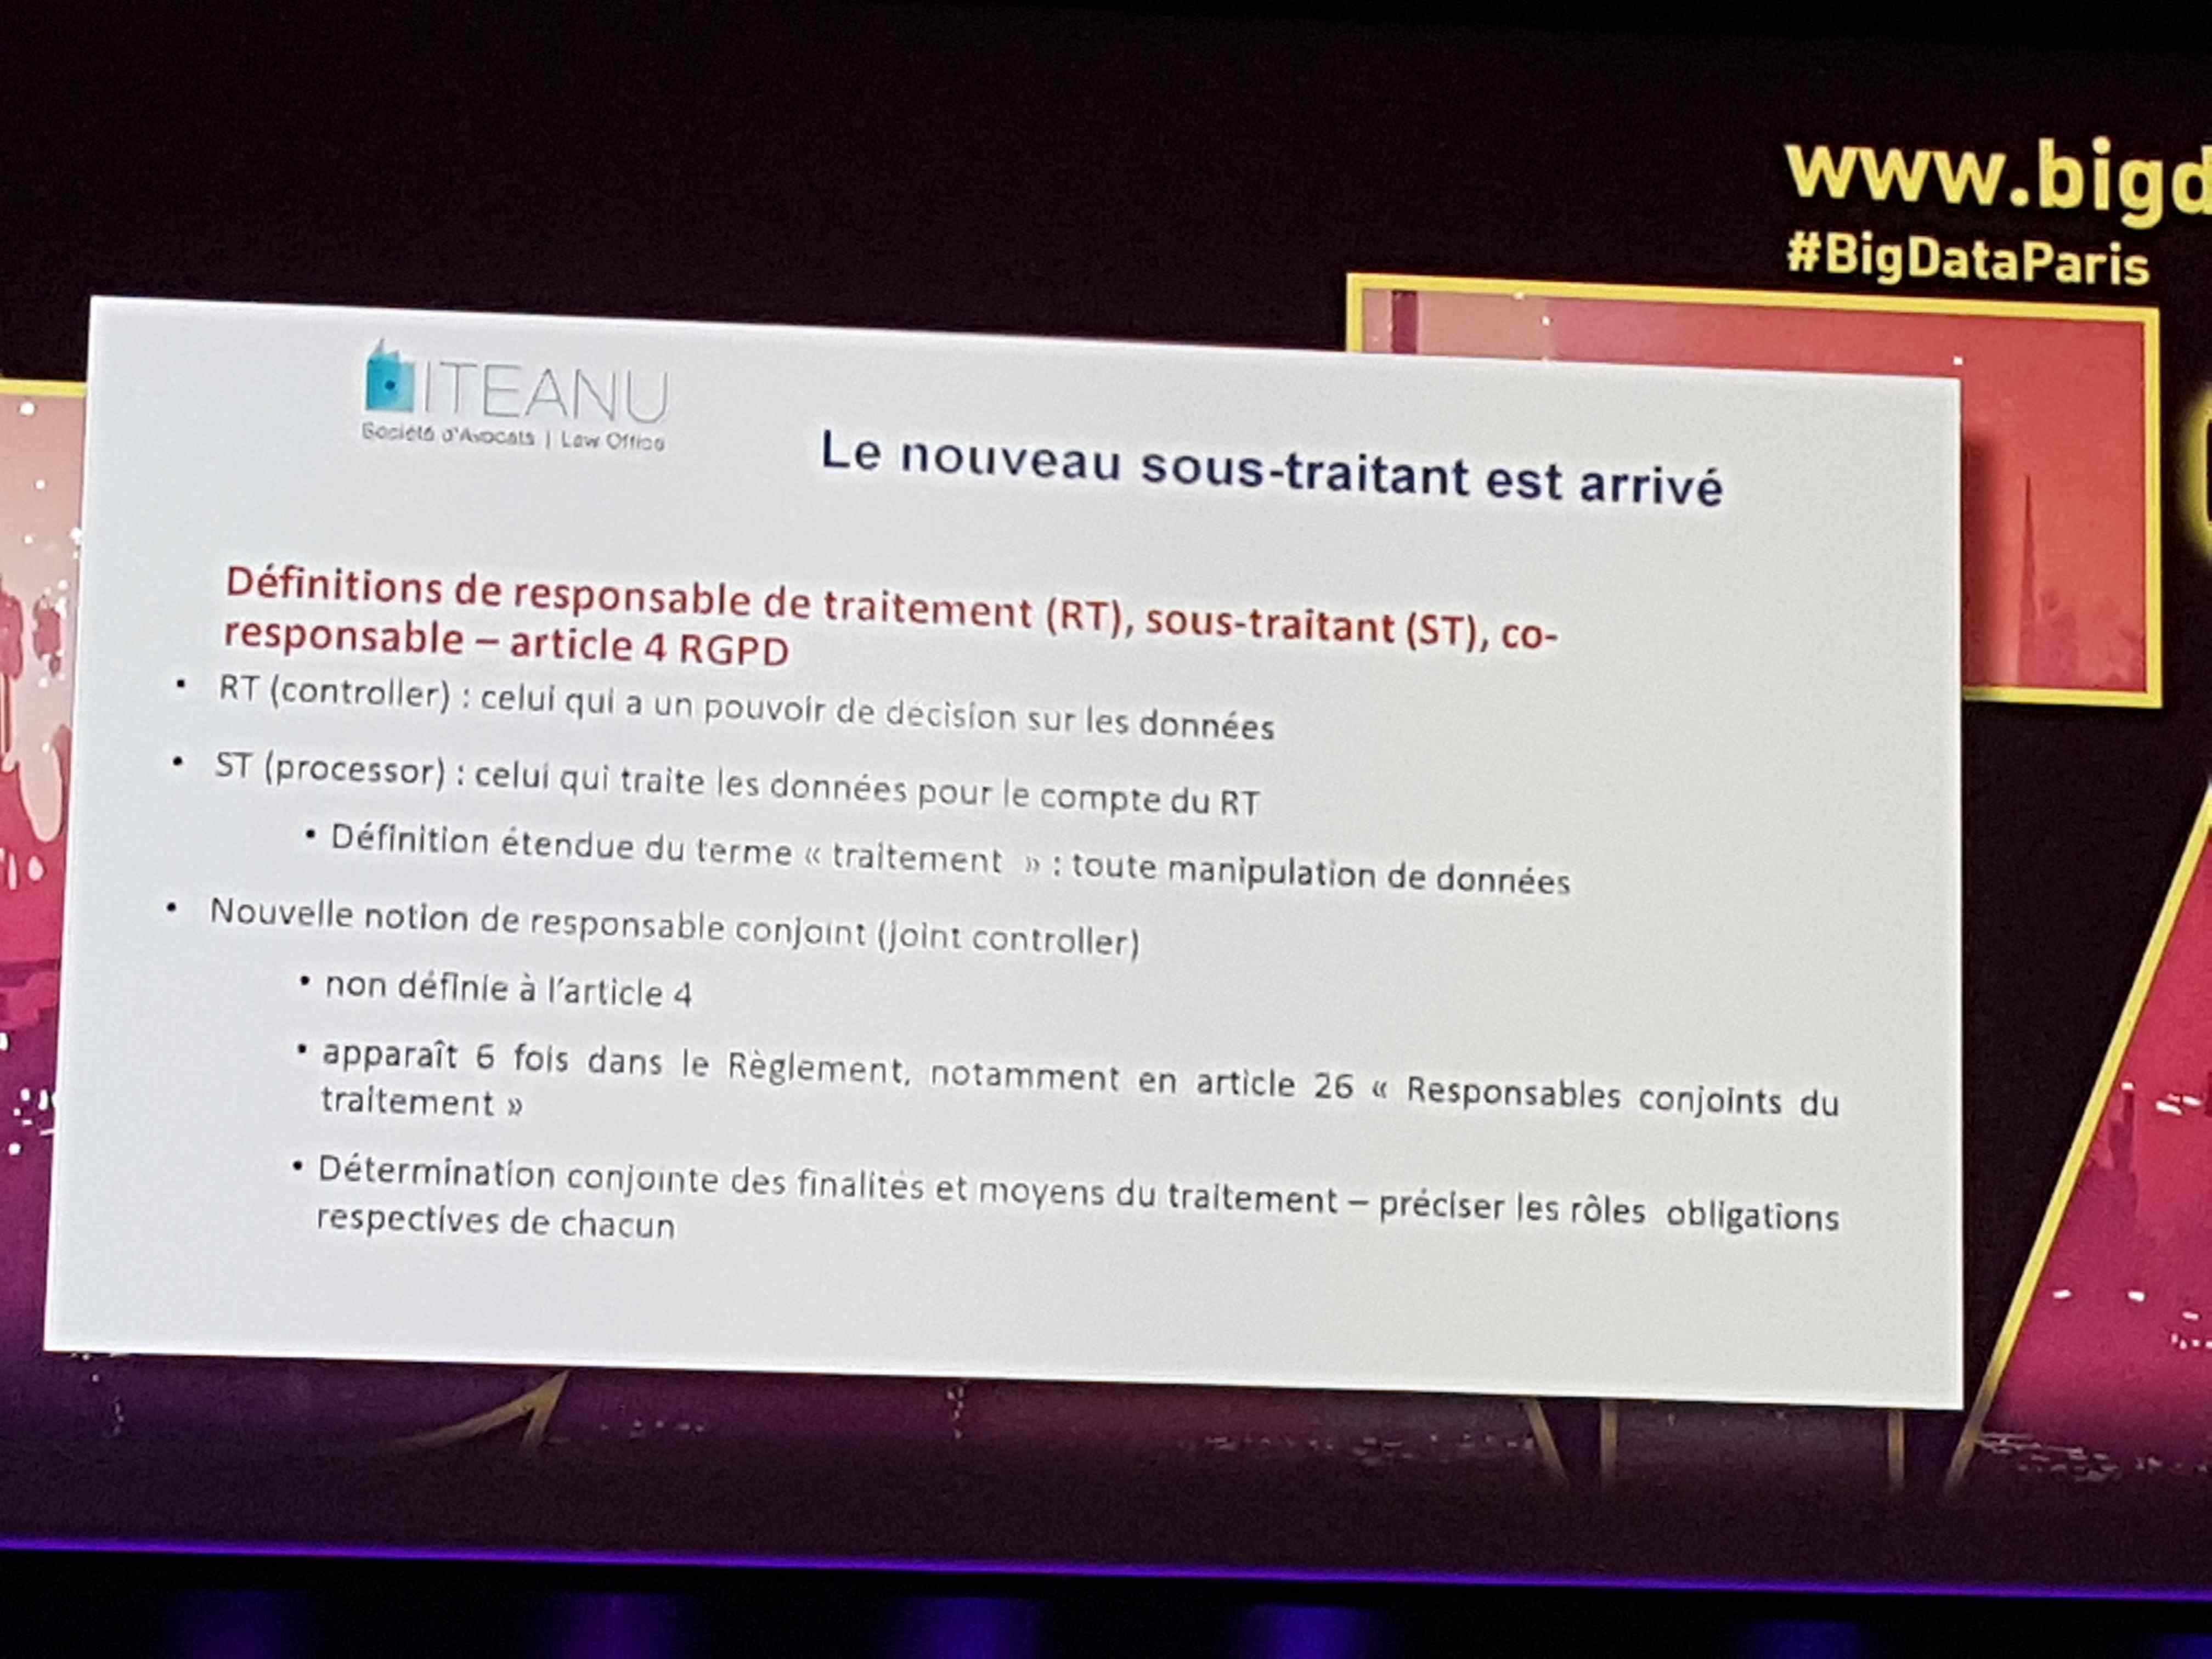 www.bigd
#BigDataParis
ITEANU
Société d'Avocats | Law Office
Le nouveau sous-traitant est arrivé
Définitions de responsable de traitement (RT), sous-traitant (ST), co-
responsable – article 4 RGPD
• RT (controller) : celui qui a un pouvoir de décision sur les données
• ST (processor) : celui qui traite les données pour le compte du RT
• Définition étendue du terme « traitement » : toute manipulation de données
• Nouvelle notion de responsable conjoint (joint controller)
• non définie à l'article 4
• apparaît 6 fois dans le Règlement, notamment en article 26 « Responsables conjoints du
traitement »
• Détermination conjointe des finalités et moyens du traitement – préciser les rôles obligations
respectives de chacun